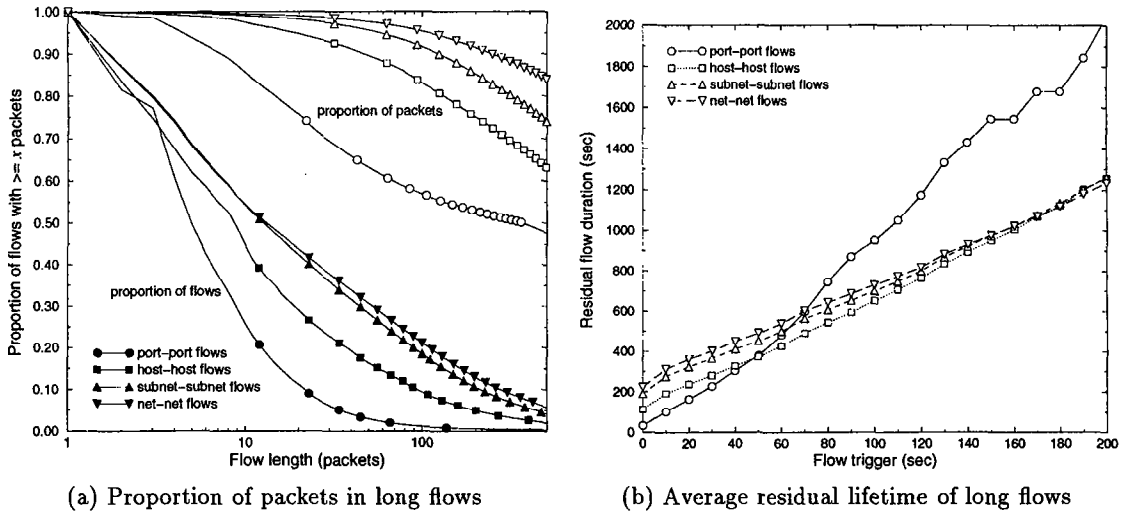 1.00
0.90
0.80
0.70
0.60
0.50
0.40
0.30
0.20
0.10
0.00
Proportion of flows with >= x packets
proportion of packets
proportion of flows
port–port flows
host–host flows
subnet–subnet flows
net–net flows
1
10
100
Flow length (packets)
(a) Proportion of packets in long flows
2000
1800
1600
1400
1200
1000
800
600
400
200
0
Residual flow duration (sec)
port–port flows
host–host flows
subnet–subnet flows
net–net flows
0
20
40
60
80
100
120
140
160
180
200
Flow trigger (sec)
(b) Average residual lifetime of long flows